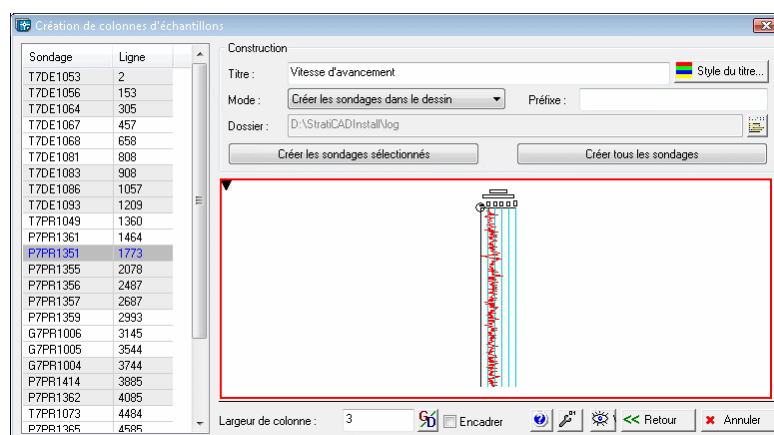 Création de colonnes d'échantillons
Sondage Ligne
T7DE1053 2
T7DE1056 153
T7DE1064 305
T7DE1067 457
T7DE1068 658
T7DE1081 808
T7DE1083 908
T7DE1086 1057
T7DE1093 1209
T7PR1049 1360
P7PR1361 1464
P7PR1351 1773
P7PR1355 2078
P7PR1356 2487
P7PR1357 2687
P7PR1359 2993
G7PR1006 3145
G7PR1005 3544
G7PR1004 3744
P7PR1414 3885
P7PR1362 4085
T7PR1073 4484
P7PR1365 4585
Construction
Titre : Vitesse d'avancement Style du titre...
Mode : Créer les sondages dans le dessin Préfixe :
Dossier : D:\StratiCADInstall\log
Créer les sondages sélectionnés Créer tous les sondages
Largeur de colonne : 3 G/D Encadrer << Retour Annuler